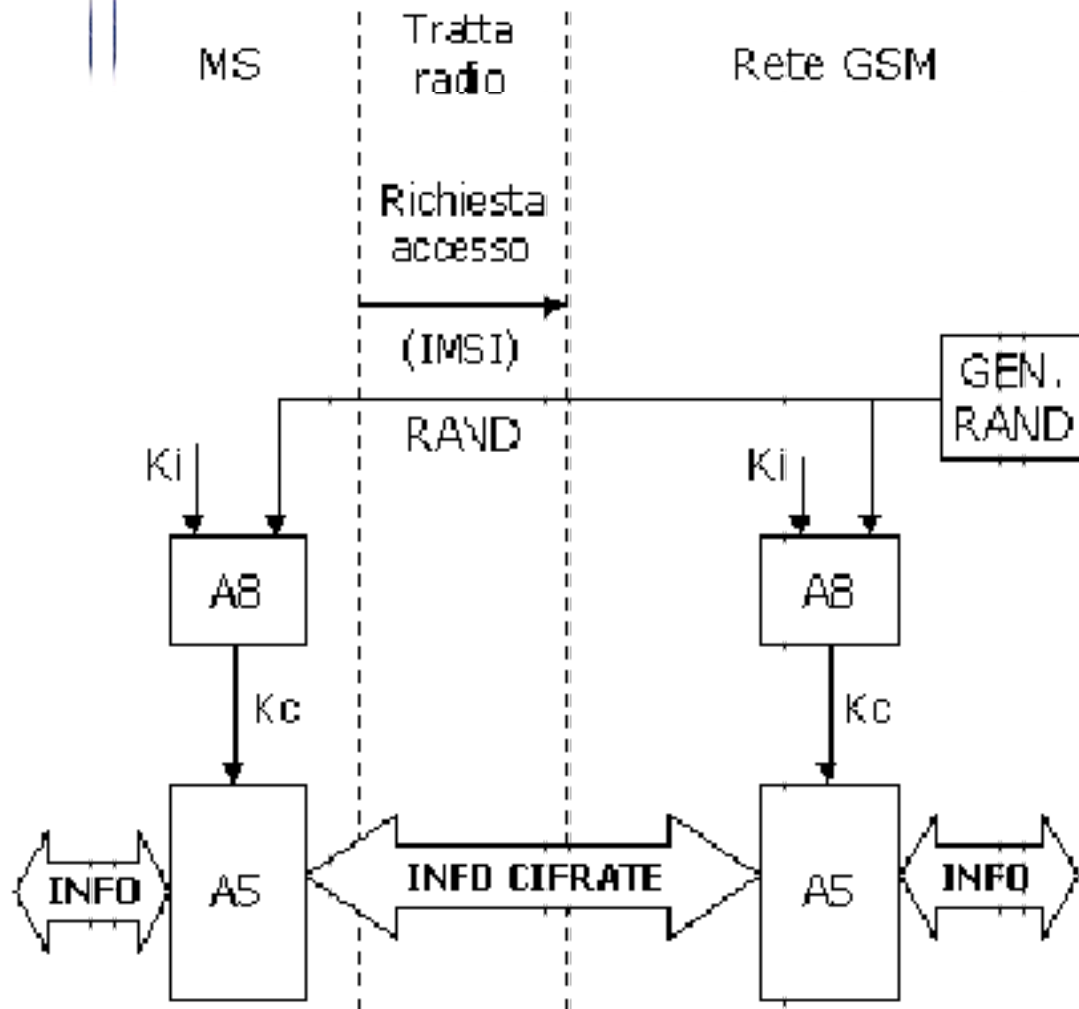 MS
Tratta
radio
Rete GSM
Richiesta
accesso
(IMSI)
GEN.
RAND
RAND
Ki
Ki
A8
A8
Kc
Kc
INFO
A5
INFO CIFRATE
A5
INFO